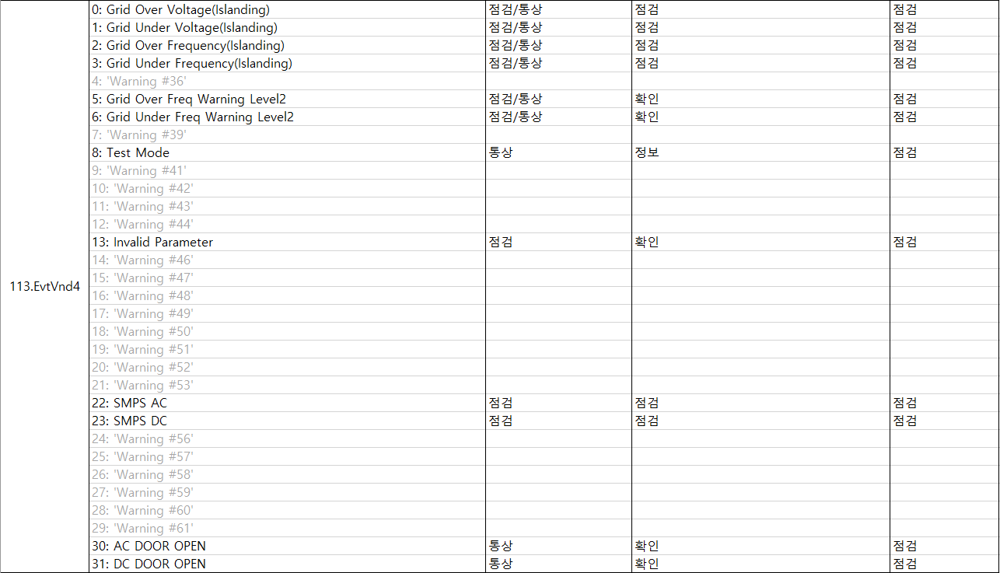 0: Grid Over Voltage(Islanding) 점검/통상 점검 점검
1: Grid Under Voltage(Islanding) 점검/통상 점검 점검
2: Grid Over Frequency(Islanding) 점검/통상 점검 점검
3: Grid Under Frequency(Islanding) 점검/통상 점검 점검
4: 'Warning #36'
5: Grid Over Freq Warning Level2 점검/통상 확인 점검
6: Grid Under Freq Warning Level2 점검/통상 확인 점검
7: 'Warning #39'
8: Test Mode 통상 정보 점검
9: 'Warning #41'
10: 'Warning #42'
11: 'Warning #43'
12: 'Warning #44'
13: Invalid Parameter 점검 확인 점검
14: 'Warning #46'
15: 'Warning #47'
113.EvtVnd4
16: 'Warning #48'
17: 'Warning #49'
18: 'Warning #50'
19: 'Warning #51'
20: 'Warning #52'
21: 'Warning #53'
22: SMPS AC 점검 점검 점검
23: SMPS DC 점검 점검 점검
24: 'Warning #56'
25: 'Warning #57'
26: 'Warning #58'
27: 'Warning #59'
28: 'Warning #60'
29: 'Warning #61'
30: AC DOOR OPEN 통상 확인 점검
31: DC DOOR OPEN 통상 확인 점검